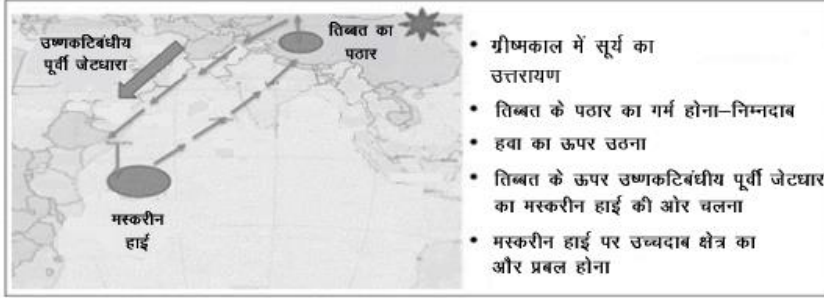 उष्णकटिबंधीय
पूर्वी जेटधारा
तिब्बत का
पठार
मस्करीन
हाई
• ग्रीष्मकाल में सूर्य का
उत्तरायण
• तिब्बत के पठार का गर्म होना–निम्नदाब
• हवा का ऊपर उठना
• तिब्बत के ऊपर उष्णकटिबंधीय पूर्वी जेटधार
का मस्करीन हाई की ओर चलना
• मस्करीन हाई पर उच्चदाब क्षेत्र का
और प्रबल होना